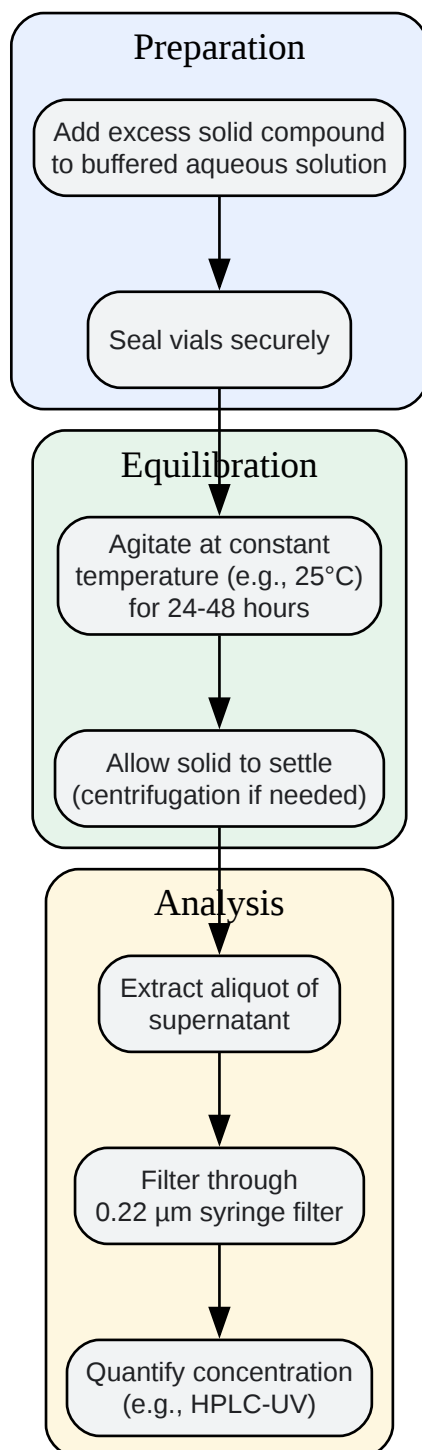 Preparation
Add excess solid compound
to buffered aqueous solution
Seal vials securely
Equilibration
Agitate at constant
temperature (e.g., 25°C)
for 24-48 hours
Allow solid to settle
(centrifugation if needed)
Analysis
Extract aliquot of
supernatant
Filter through
0.22 µm syringe filter
Quantify concentration
(e.g., HPLC-UV)